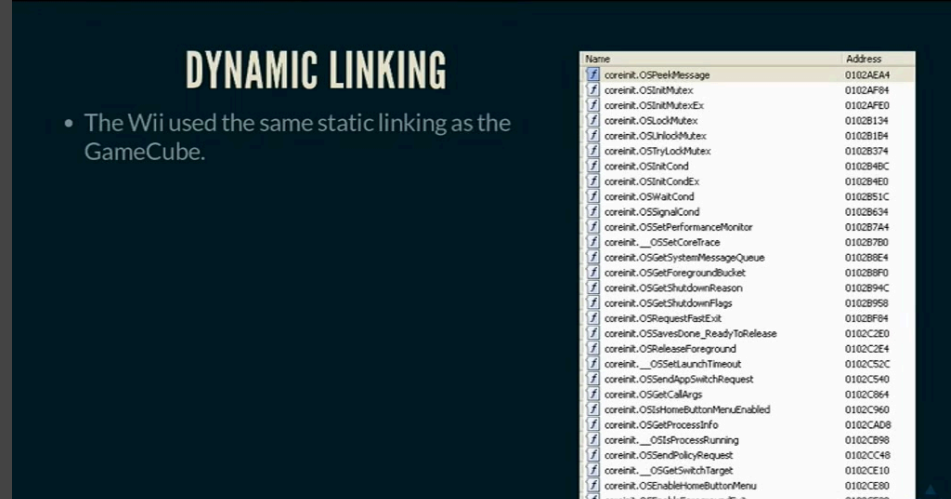 DYNAMIC LINKING
• The Wii used the same static linking as the
GameCube.
Name Address
f coreinit.OSPeekMessage 0102AEA4
f coreinit.OSInitMutex 0102AF84
f coreinit.OSInitMutexEx 0102AFE0
f coreinit.OSLockMutex 0102B134
f coreinit.OSUnlockMutex 0102B1B4
f coreinit.OSTryLockMutex 0102B374
f coreinit.OSInitCond 0102B4BC
f coreinit.OSInitCondEx 0102B4E0
f coreinit.OSWaitCond 0102B51C
f coreinit.OSSignalCond 0102B634
f coreinit.OSSetPerformanceMonitor 0102B7A4
f coreinit.__OSSetCoreTrace 0102B7B0
f coreinit.OSGetSystemMessageQueue 0102B8E4
f coreinit.OSGetForegroundBucket 0102B8F0
f coreinit.OSGetShutdownReason 0102B94C
f coreinit.OSGetShutdownFlags 0102B958
f coreinit.OSRequestFastExit 0102BF84
f coreinit.OSSavesDone_ReadyToRelease 0102C2E0
f coreinit.OSReleaseForeground 0102C2E4
f coreinit.__OSSetLaunchTimeout 0102C52C
f coreinit.OSSendAppSwitchRequest 0102C540
f coreinit.OSGetCallArgs 0102C864
f coreinit.OSIsHomeButtonMenuEnabled 0102C960
f coreinit.OSGetProcessInfo 0102CAD8
f coreinit.__OSIsProcessRunning 0102CB98
f coreinit.OSSendPolicyRequest 0102CC48
f coreinit.__OSGetSwitchTarget 0102CE10
f coreinit.OSEnableHomeButtonMenu 0102CE80